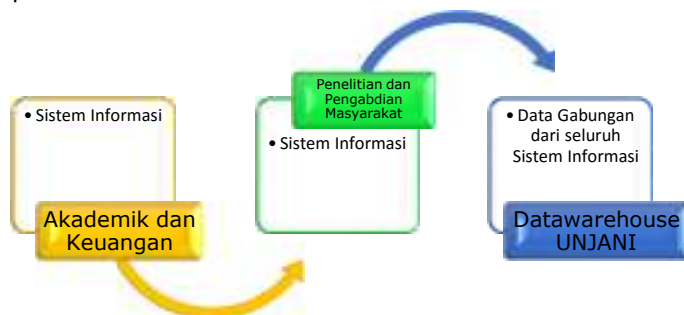 • Sistem Informasi
Akademik dan
Keuangan
Penelitian dan
Pengabdian
Masyarakat
• Sistem Informasi
• Data Gabungan
dari seluruh
Sistem Informasi
Datawarehouse
UNJANI